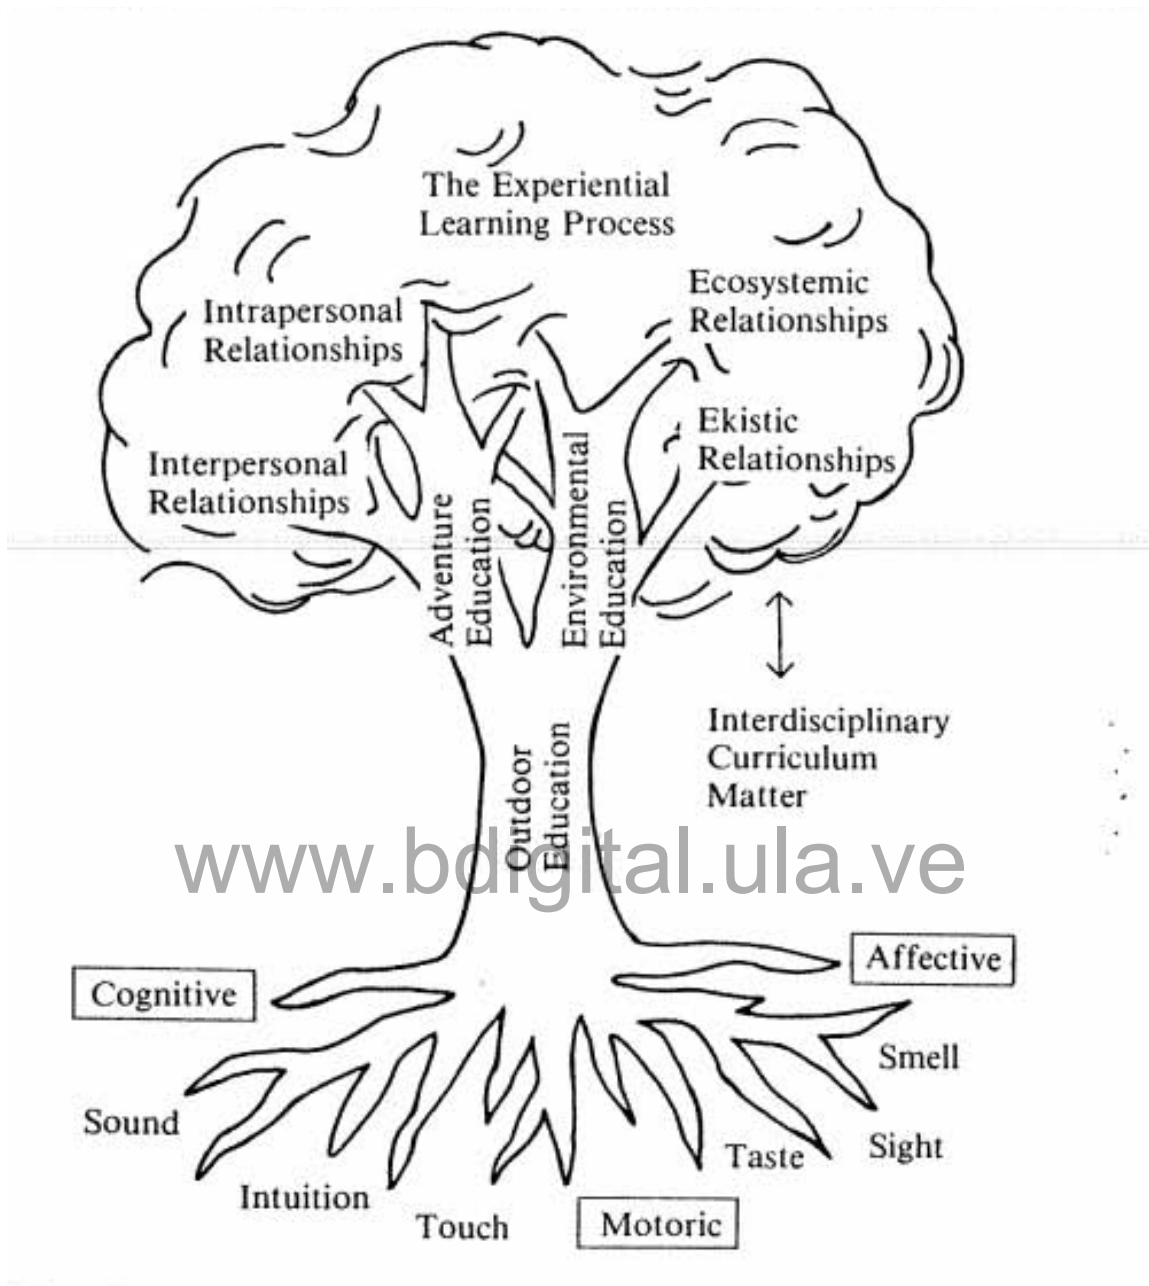 The Experiential
Learning Process
Ecosystemic
Relationships
Intrapersonal
Relationships
Ekistic
Relationships
Interpersonal
Relationships
Adventure
Education
Environmental
Education
Interdisciplinary
Curriculum
Matter
Outdoor
Education
www.bdigital.ula.ve
Affective
Cognitive
Smell
Sound
Sight
Taste
Intuition
Touch
Motoric